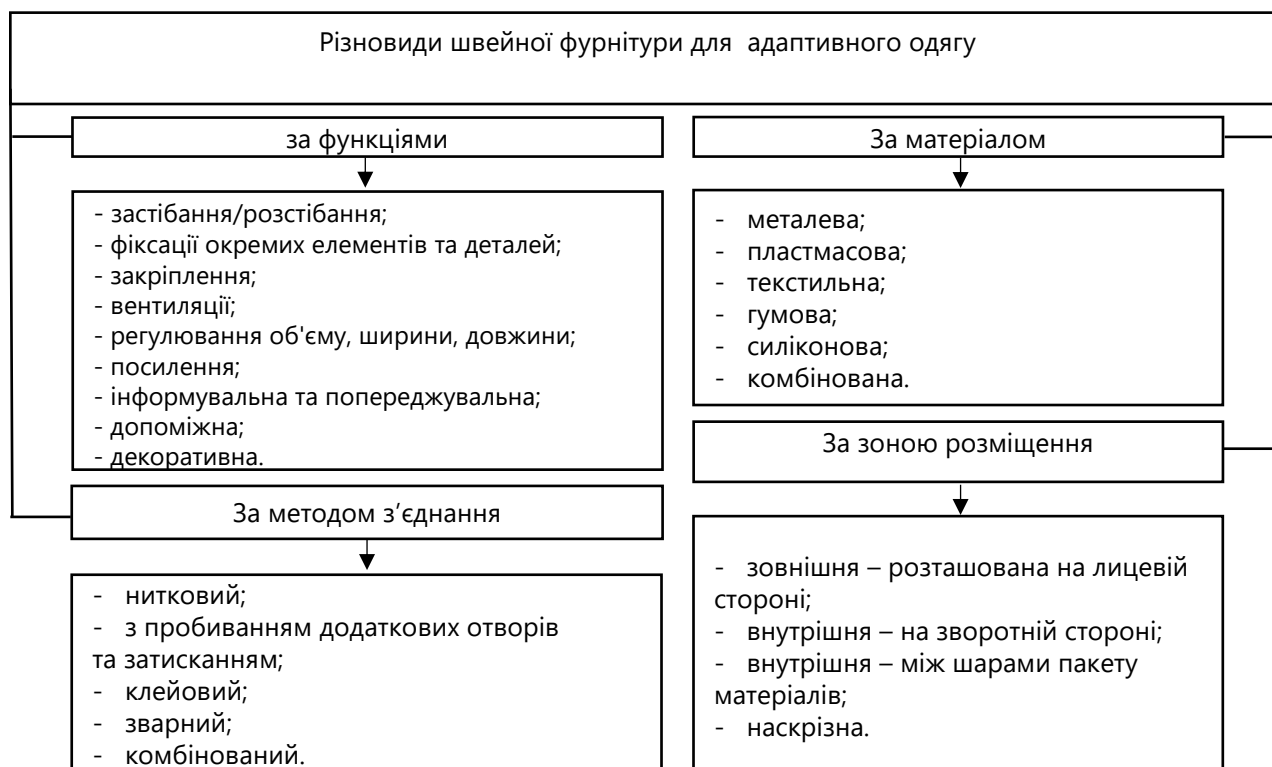 Різновиди швейної фурнітури для адаптивного одягу
за функціями
- застібання/розстібання;
- фіксації окремих елементів та деталей;
- закріплення;
- вентиляції;
- регулювання об'єму, ширини, довжини;
- посилення;
- інформувальна та попереджувальна;
- допоміжна;
- декоративна.
За методом з’єднання
- нитковий;
- з пробиванням додаткових отворів
та затисканням;
- клейовий;
- зварний;
- комбінований.
За матеріалом
- металева;
- пластмасова;
- текстильна;
- гумова;
- силіконова;
- комбінована.
За зоною розміщення
- зовнішня – розташована на лицевій
стороні;
- внутрішня – на зворотній стороні;
- внутрішня – між шарами пакету
матеріалів;
- наскрізна.